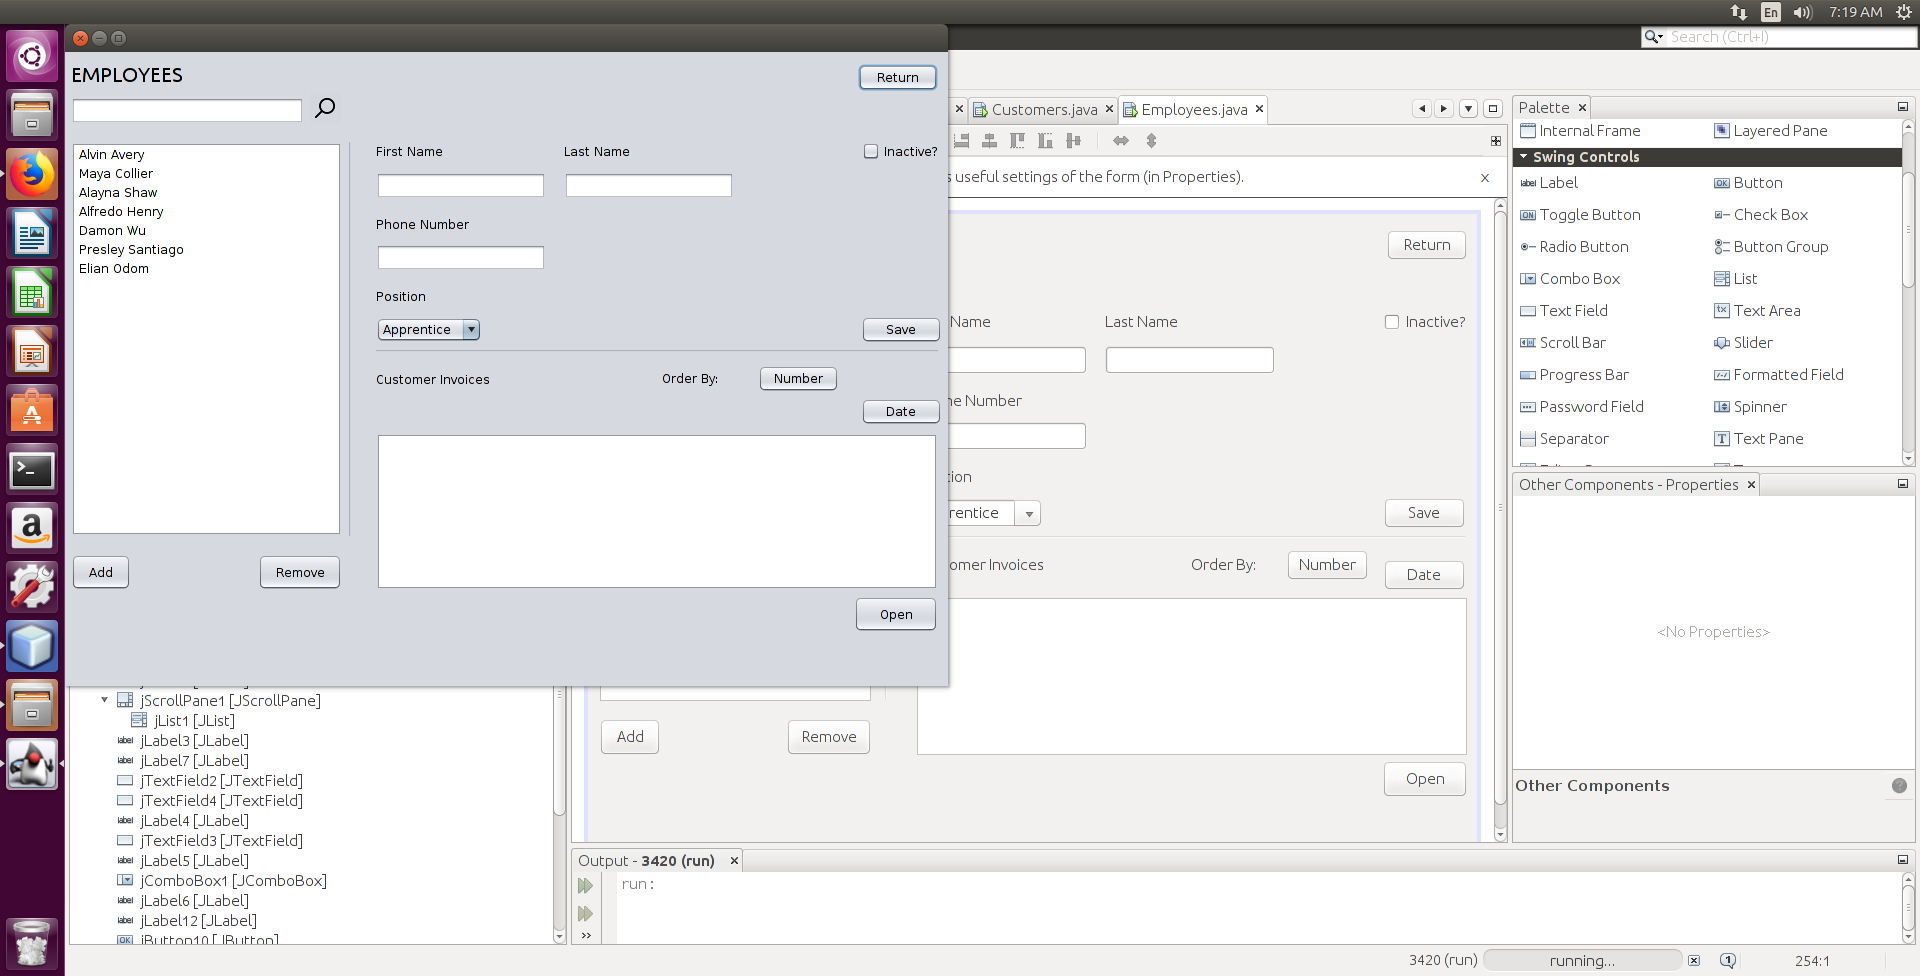 En
7:19 AM
Search (Ctrl+I)
EMPLOYEES
Return
Alvin Avery
Maya Collier
Alayna Shaw
Alfredo Henry
Damon Wu
Presley Santiago
Elian Odom
First Name
Last Name
Inactive?
Phone Number
Position
Apprentice
Save
Customer Invoices
Order By:
Number
Date
Add
Remove
Open
Customers.java
Employees.java
s useful settings of the form (in Properties).
x
Return
Name
Last Name
Inactive?
ne Number
tion
rentice
Save
omer Invoices
Order By:
Number
Date
Add
Remove
Open
Palette
Internal Frame
Layered Pane
Swing Controls
Label
Button
Toggle Button
Check Box
Radio Button
Button Group
Combo Box
List
Text Field
Text Area
Scroll Bar
Slider
Progress Bar
Formatted Field
Password Field
Spinner
Separator
Text Pane
Other Components - Properties
<No Properties>
Other Components
jScrollPane1 [JScrollPane]
jList1 [JList]
jLabel3 [JLabel]
jLabel7 [JLabel]
jTextField2 [JTextField]
jTextField4 [JTextField]
jLabel4 [JLabel]
jTextField3 [JTextField]
jLabel5 [JLabel]
jComboBox1 [JComboBox]
jLabel6 [JLabel]
jLabel12 [JLabel]
jButton10 [JButton]
Output - 3420 (run)
run:
3420 (run)
running...
1
254:1